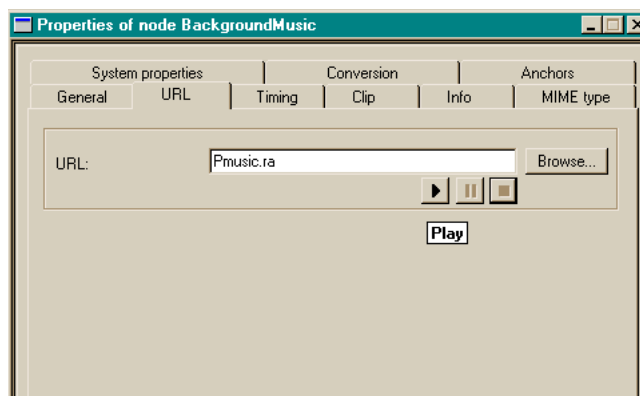 Properties of node BackgroundMusic
System properties Conversion Anchors
General URL Timing Clip Info MIME type
URL: Pmusic.ra Browse...
Play